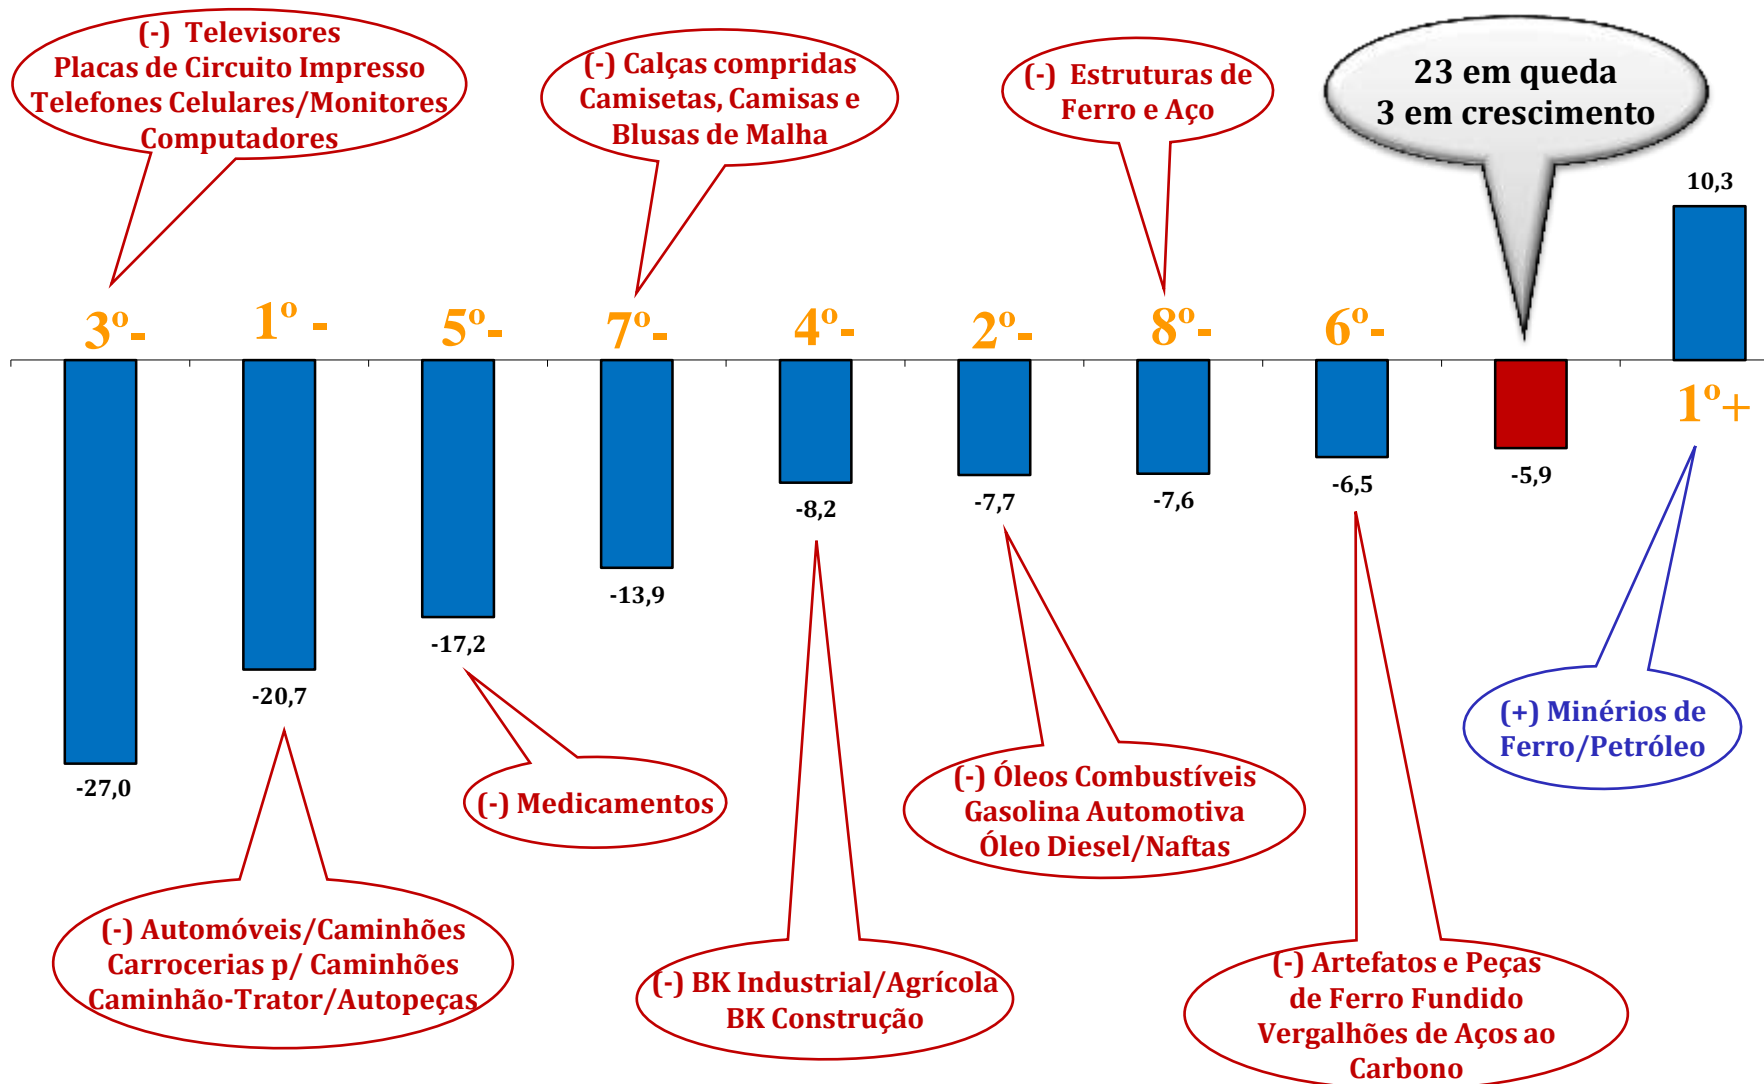 (-) Televisores
Placas de Circuito Impresso
Telefones Celulares/Monitores
Computadores
(-) Calças compridas
Camisetas, Camisas e
Blusas de Malha
(-) Estruturas de
Ferro e Aço
23 em queda
3 em crescimento
10,3
3º-
1º -
5º-
7º-
4º-
2º-
8º-
6º-
1º+
-27,0
-20,7
-17,2
-13,9
-8,2
-7,7
-7,6
-6,5
-5,9
(-) Automóveis/Caminhões
Carrocerias p/ Caminhões
Caminhão-Trator/Autopeças
(-) Medicamentos
(-) BK Industrial/Agrícola
BK Construção
(-) Óleos Combustíveis
Gasolina Automotiva
Óleo Diesel/Naftas
(-) Artefatos e Peças
de Ferro Fundido
Vergalhões de Aços ao
Carbono
(+) Minérios de
Ferro/Petróleo